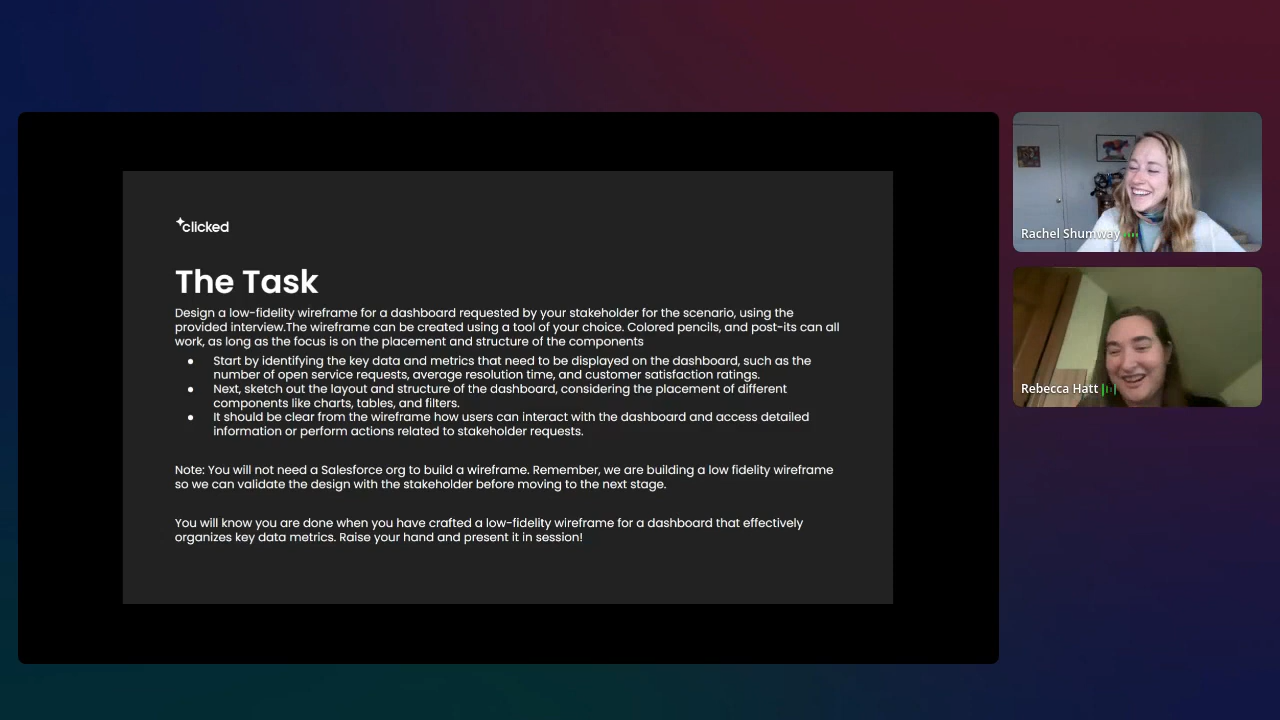 clicked
The Task
Design a low-fidelity wireframe for a dashboard requested by your stakeholder for the scenario, using the
provided interview.The wireframe can be created using a tool of your choice. Colored pencils, and post-its can all
work, as long as the focus is on the placement and structure of the components
● Start by identifying the key data and metrics that need to be displayed on the dashboard, such as the
number of open service requests, average resolution time, and customer satisfaction ratings.
● Next, sketch out the layout and structure of the dashboard, considering the placement of different
components like charts, tables, and filters.
● It should be clear from the wireframe how users can interact with the dashboard and access detailed
information or perform actions related to stakeholder requests.
Note: You will not need a Salesforce org to build a wireframe. Remember, we are building a low fidelity wireframe
so we can validate the design with the stakeholder before moving to the next stage.
You will know you are done when you have crafted a low-fidelity wireframe for a dashboard that effectively
organizes key data metrics. Raise your hand and present it in session!
Rachel Shumway
Rebecca Hatt